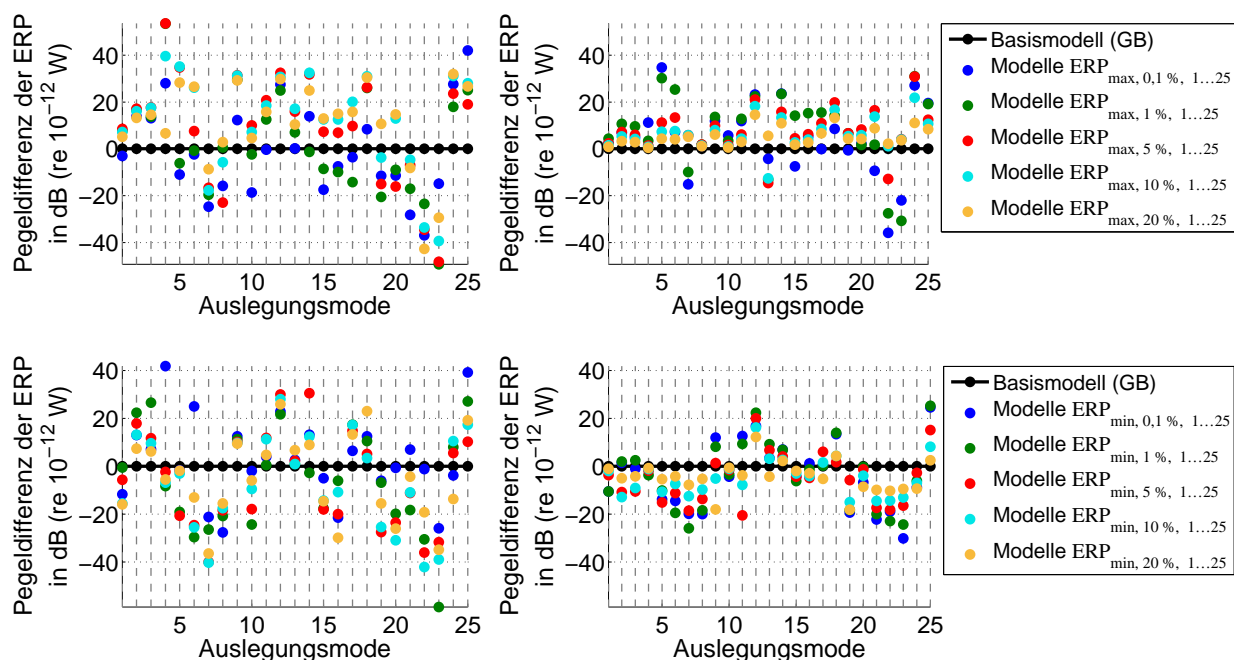 Pegeldifferenz der ERP
in dB (re 10⁻¹² W)
40
20
0
−20
−40
5 10 15 20 25
Auslegungsmode
Pegeldifferenz der ERP
in dB (re 10⁻¹² W)
40
20
0
−20
−40
5 10 15 20 25
Auslegungsmode
Basismodell (GB)
Modelle ERP max, 0,1 %, 1...25
Modelle ERP max, 1 %, 1...25
Modelle ERP max, 5 %, 1...25
Modelle ERP max, 10 %, 1...25
Modelle ERP max, 20 %, 1...25
Pegeldifferenz der ERP
in dB (re 10⁻¹² W)
40
20
0
−20
−40
5 10 15 20 25
Auslegungsmode
Pegeldifferenz der ERP
in dB (re 10⁻¹² W)
40
20
0
−20
−40
5 10 15 20 25
Auslegungsmode
Basismodell (GB)
Modelle ERP min, 0,1 %, 1...25
Modelle ERP min, 1 %, 1...25
Modelle ERP min, 5 %, 1...25
Modelle ERP min, 10 %, 1...25
Modelle ERP min, 20 %, 1...25